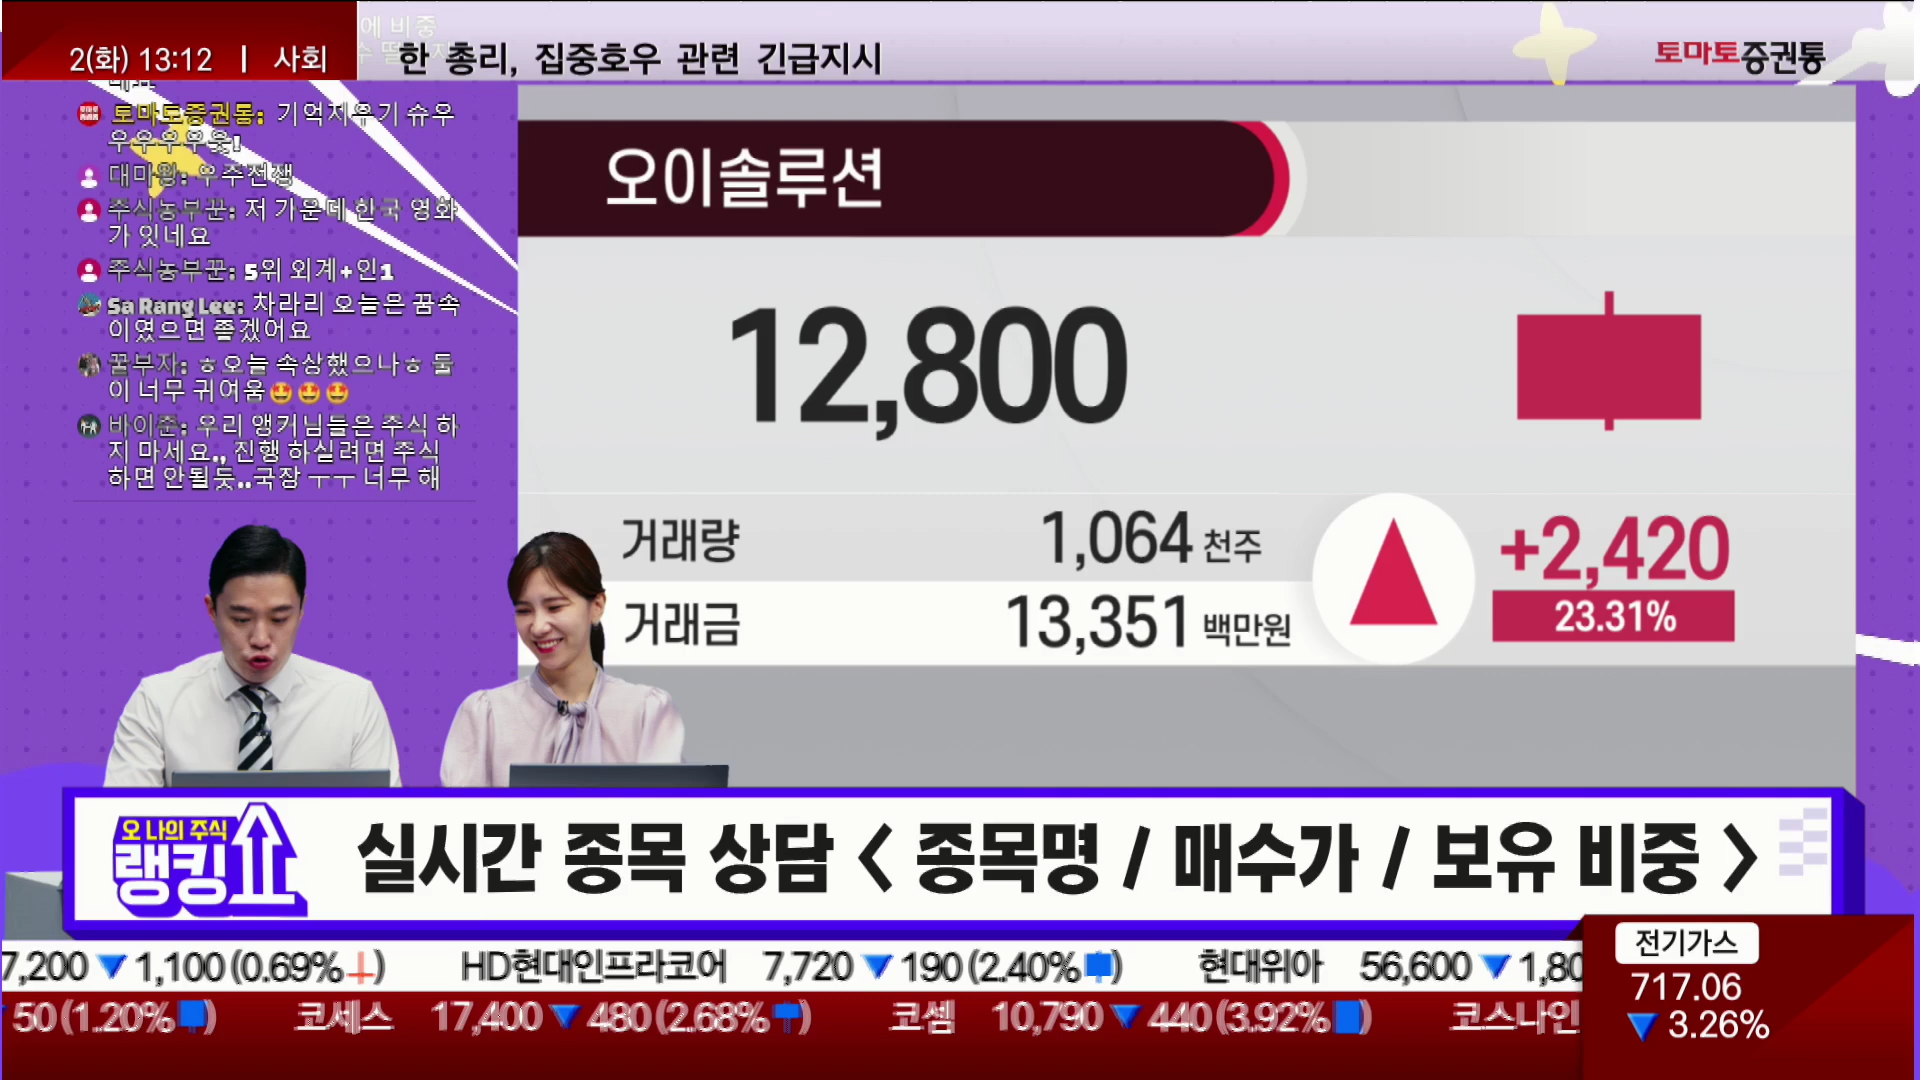 2(화) 13:12 | 사회
한 총리, 집중호우 관련 긴급지시
토마토증권통
토마토증권통: 기억지우기 슈우
우우우우웃!
대마왕: 우주전쟁
주식농부꾼: 저 가운데 한국 영화
가 있네요
주식농부꾼: 5위 외계+인1
Sa Rang Lee: 차라리 오늘은 꿈속
이였으면 좋겠어요
꿀부자: ㅎ오늘 속상했으나ㅎ 둘
이 너무 귀여움🤩🤩🤩
바이준: 우리 앵커님들은 주식 하
지 마세요., 진행 하실려면 주식
하면 안될듯..국장 ㅜㅜ 너무 해
오이솔루션
12,800
거래량 1,064 천주
거래금 13,351 백만원
▲ +2,420
23.31%
오 나의 주식
랭킹쇼
실시간 종목 상담 < 종목명 / 매수가 / 보유 비중 >
7,200 ▼ 1,100 (0.69%) HD현대인프라코어 7,720 ▼ 190 (2.40%) 현대위아 56,600 ▼ 1,80
50 (1.20%) 코세스 17,400 ▼ 480 (2.68%) 코셈 10,790 ▼ 440 (3.92%) 코스나인
전기가스
717.06
▼ 3.26%